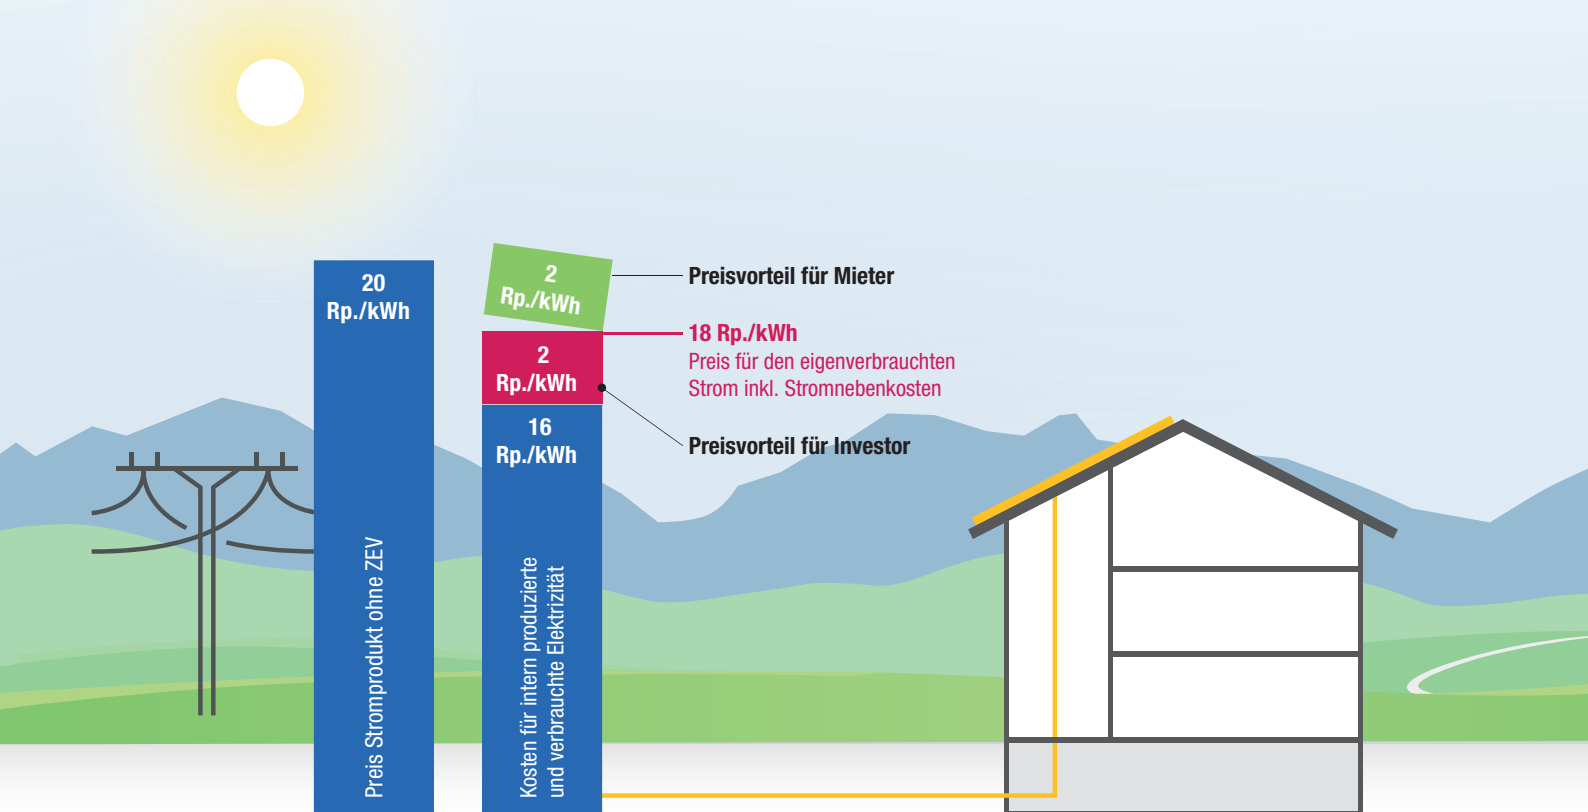 20
Rp./kWh
Preis Stromprodukt ohne ZEV
2
Rp./kWh
Preisvorteil für Mieter
18 Rp./kWh
Preis für den eigenverbrauchten
Strom inkl. Stromnebenkosten
2
Rp./kWh
Preisvorteil für Investor
16
Rp./kWh
Kosten für intern produzierte
und verbrauchte Elektrizität